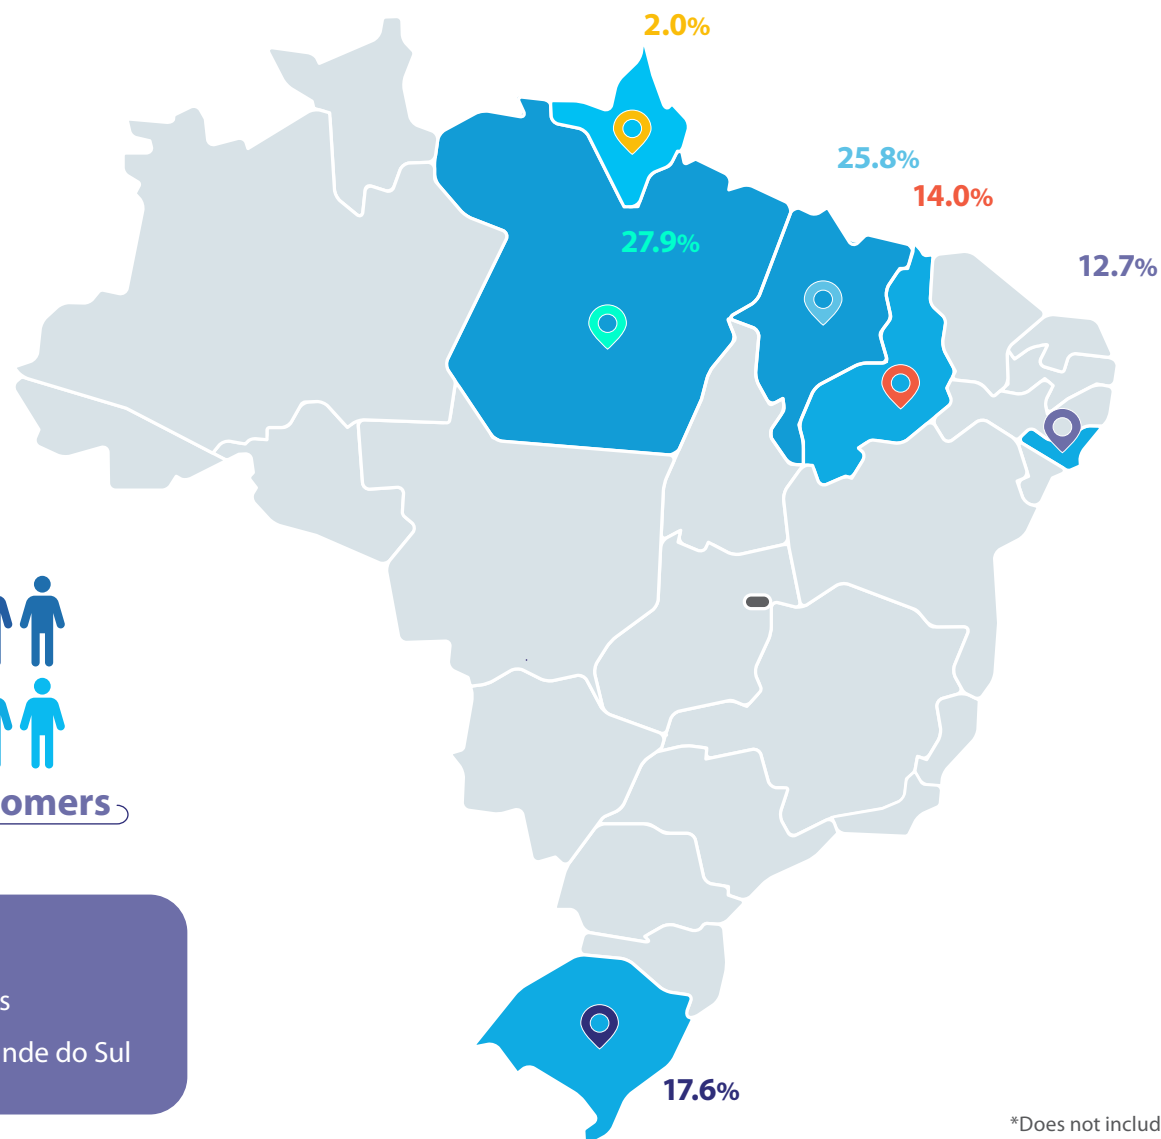 2.0%
25.8%
14.0%
27.9%
12.7%
omers
s
nde do Sul
17.6%
*Does not includ